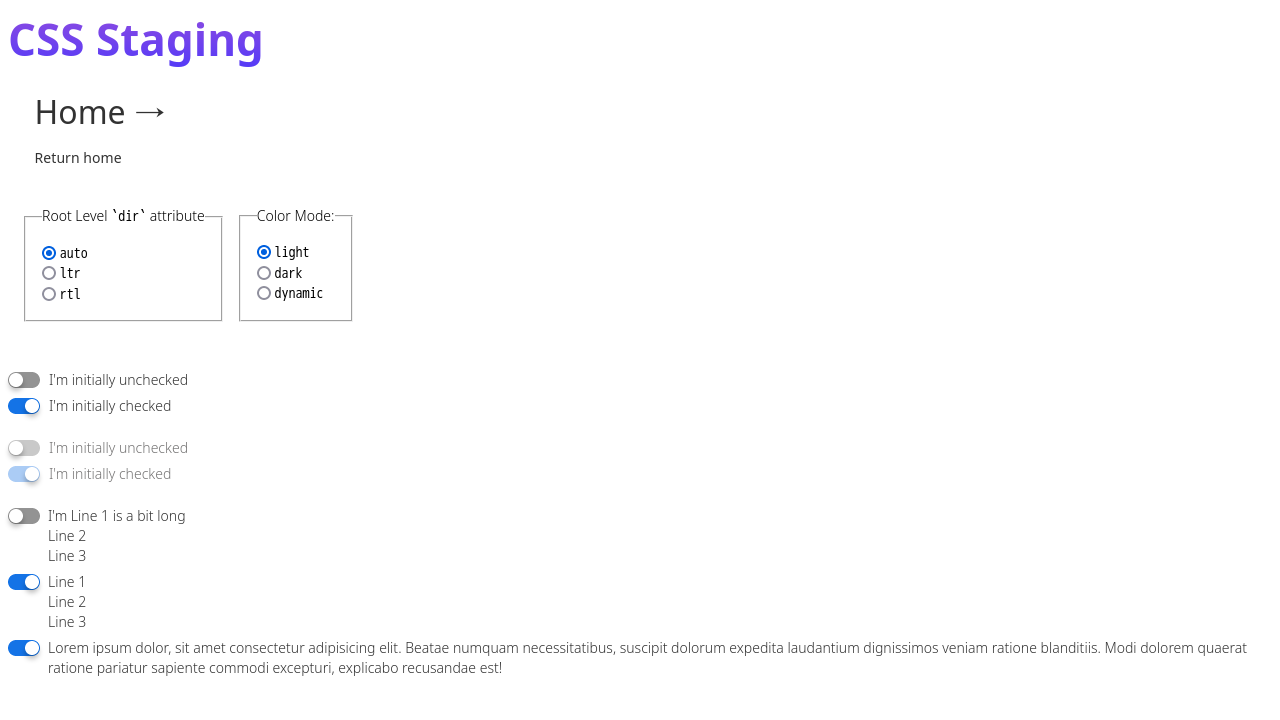 CSS Staging
Home →
Return home
Root Level `dir` attribute
auto
ltr
rtl
Color Mode:
light
dark
dynamic
I'm initially unchecked
I'm initially checked
I'm initially unchecked
I'm initially checked
I'm Line 1 is a bit long
Line 2
Line 3
Line 1
Line 2
Line 3
Lorem ipsum dolor, sit amet consectetur adipisicing elit. Beatae numquam necessitatibus, suscipit dolorum expedita laudantium dignissimos veniam ratione blanditiis. Modi dolorem quaerat
ratione pariatur sapiente commodi excepturi, explicabo recusandae est!